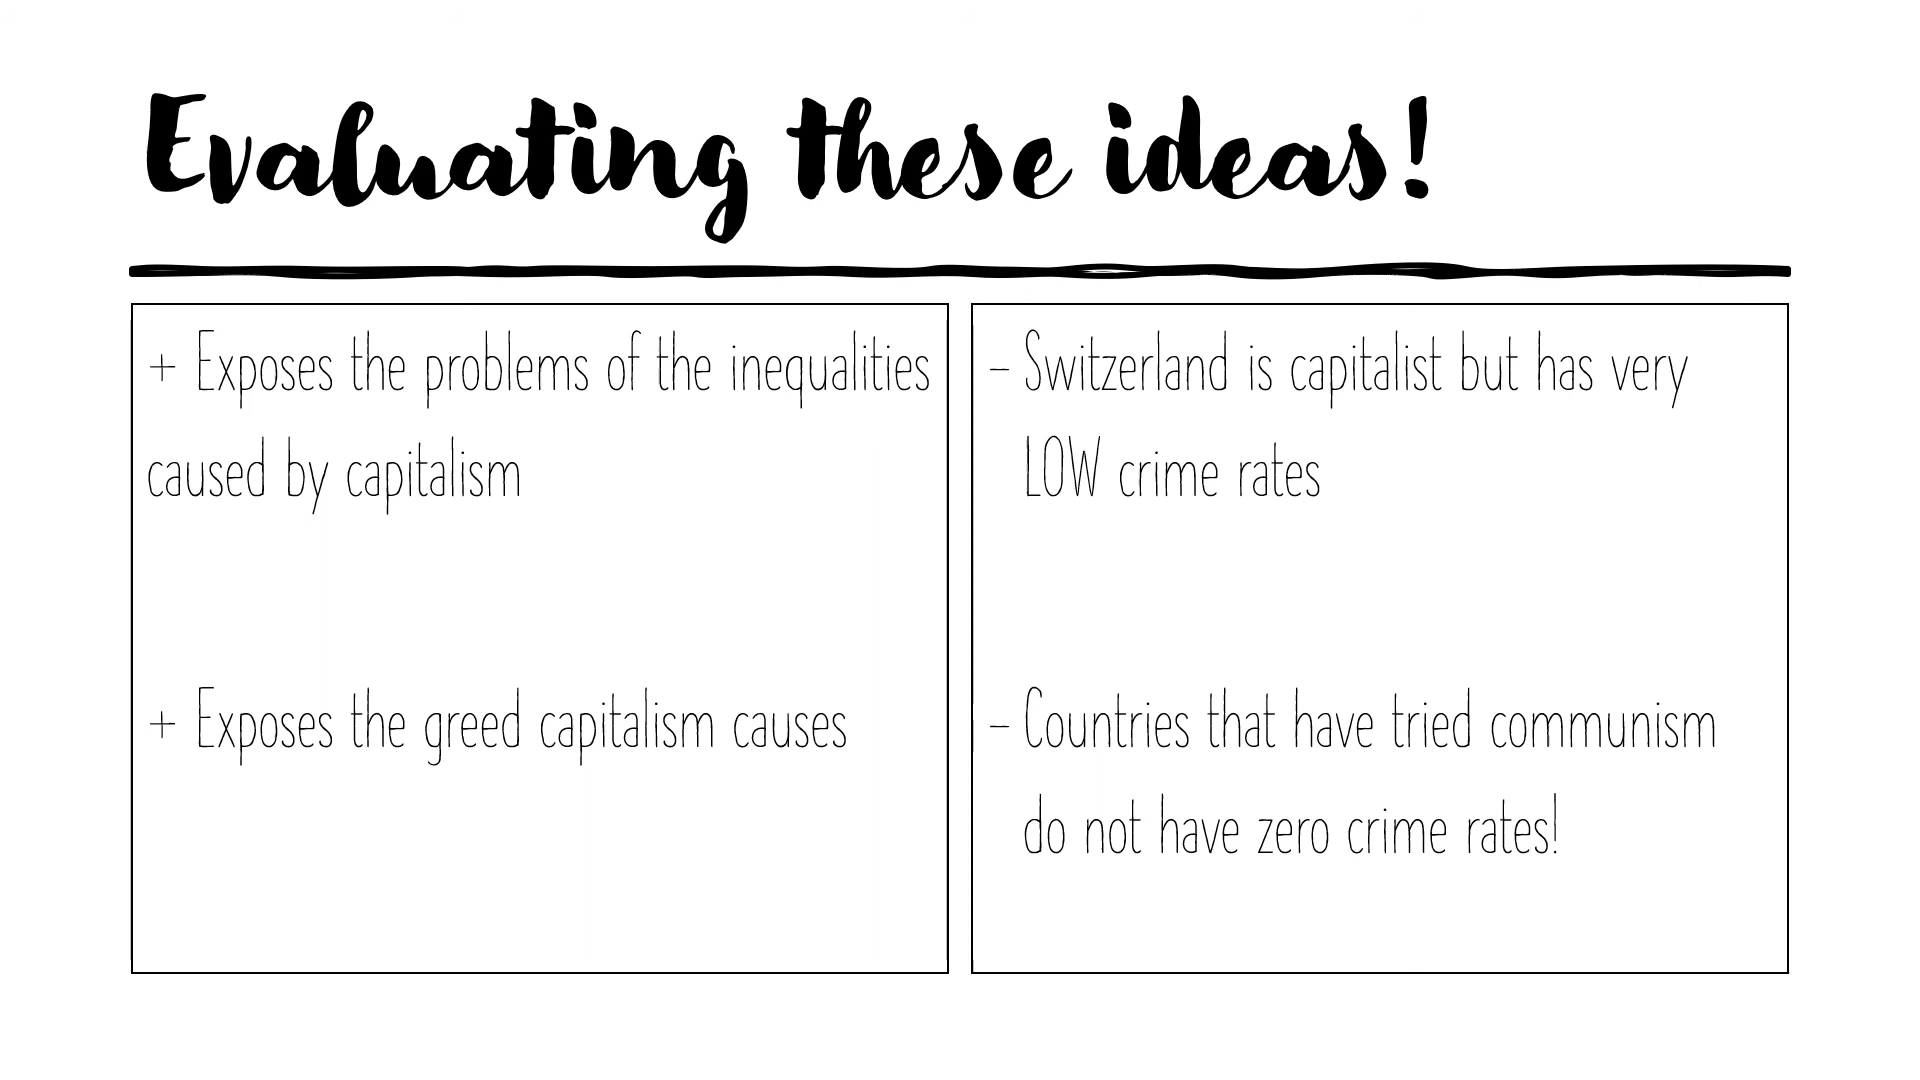 Evaluating these ideas!
+ Exposes the problems of the inequalities
caused by capitalism
+ Exposes the greed capitalism causes
- Switzerland is capitalist but has very
LOW crime rates
- Countries that have tried communism
do not have zero crime rates!